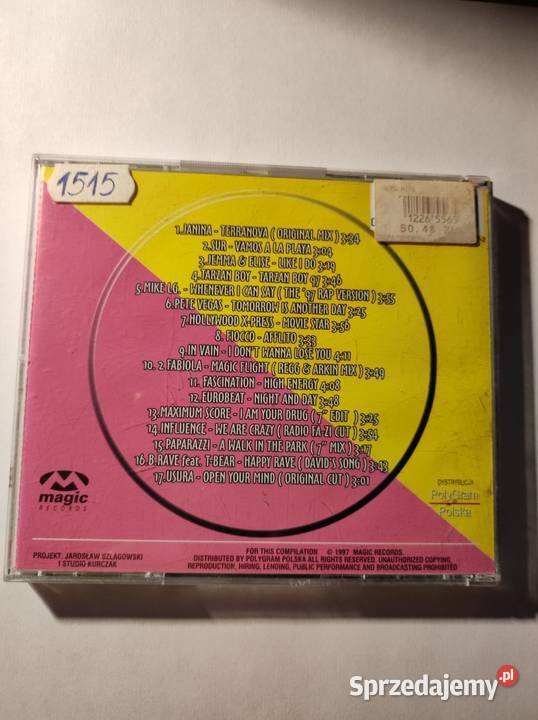 1515
12265565
50.48
1.JANINA - TERRANOVA ( ORIGINAL MIX ) 3:34
2.SUR - VAMOS A LA PLAYA 3:04
3.JEMMA & ELISE - LIKE I DO 3:19
4.TARZAN BOY - TARZAN BOY 97 3:46
5.MIKE L.G. - WHENEVER I CAN SAY ( THE '97 RAP VERSION ) 3:55
6.PETE VEGAS - TOMORROW IS ANOTHER DAY 3:25
7.HOLLYWOOD X-PRESS - MOVIE STAR 3:56
8. FIOCCO - AFFLITO 3:33
9.IN VAIN - I DON'T WANNA LOSE YOU 4:11
10. 2 FABIOLA - MAGIC FLIGHT ( REGG & ARKIN MIX ) 3:49
11. FASCINATION - HIGH ENERGY 4:08
12. EUROBEAT - NIGHT AND DAY 3:48
13. MAXIMUM SCORE - I AM YOUR DRUG ( 7" EDIT ) 3:25
14. INFLUENCE - WE ARE CRAZY ( RADIO FA-ZI CUT ) 3:54
15. PAPARAZZI - A WALK IN THE PARK ( 7" MIX ) 3:17
16 B.RAVE feat. T-BEAR - HAPPY RAVE ( DAVID'S SONG ) 3:43
17.USURA - OPEN YOUR MIND ( ORIGINAL CUT ) 3:01
magic
RECORDS
DYSTRYBUCJA
PolyGram
Polska
PROJEKT: JAROSŁAW SZLAGOWSKI
I STUDIO KURCZAK
FOR THIS COMPILATION © 1997 MAGIC RECORDS.
DISTRIBUTED BY POLYGRAM POLSKA ALL RIGHTS RESERVED. UNAUTHORIZED COPYING,
REPRODUCTION, HIRING, LENDING, PUBLIC PERFORMANCE AND BROADCASTING PROHIBITED
Sprzedajemy.pl